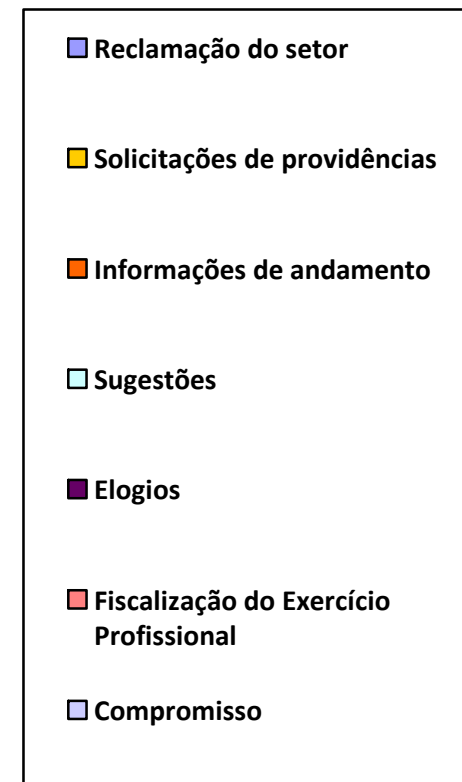 Reclamação do setor
Solicitações de providências
Informações de andamento
Sugestões
Elogios
Fiscalização do Exercício
Profissional
Compromisso